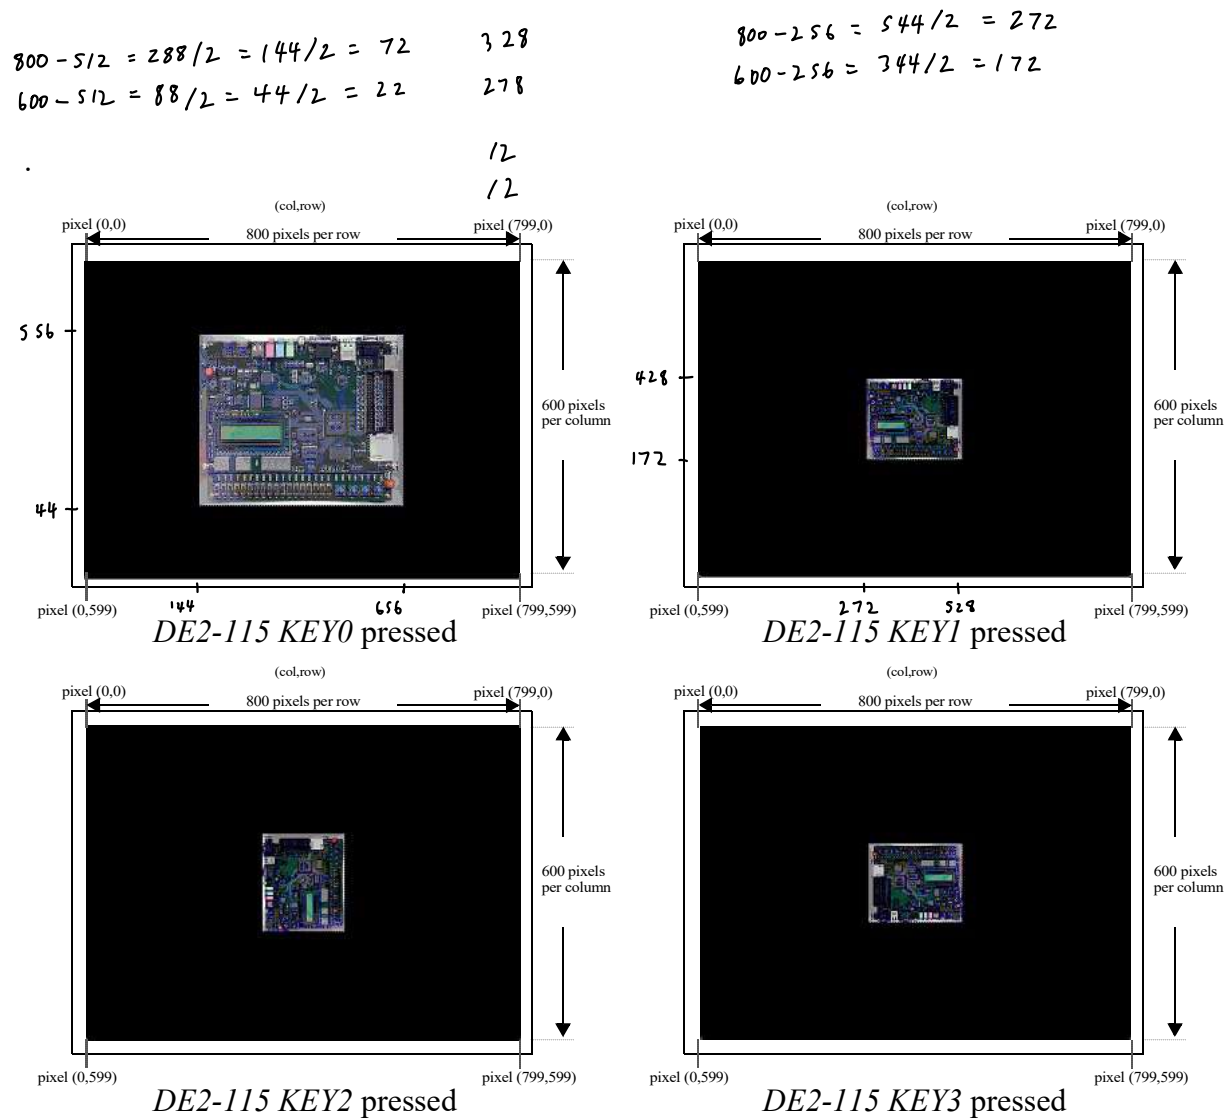 800 - 512 = 288/2 = 144/2 = 72 328
600 - 512 = 88/2 = 44/2 = 22 278
12
12
800 - 256 = 544/2 = 272
600 - 256 = 344/2 = 172
(col,row)
pixel (0,0) pixel (799,0)
800 pixels per row
556
44
600 pixels
per column
144 656
pixel (0,599) pixel (799,599)
DE2-115 KEY0 pressed
(col,row)
pixel (0,0) pixel (799,0)
800 pixels per row
428
172
600 pixels
per column
272 528
pixel (0,599) pixel (799,599)
DE2-115 KEY1 pressed
(col,row)
pixel (0,0) pixel (799,0)
800 pixels per row
600 pixels
per column
pixel (0,599) pixel (799,599)
DE2-115 KEY2 pressed
(col,row)
pixel (0,0) pixel (799,0)
800 pixels per row
600 pixels
per column
pixel (0,599) pixel (799,599)
DE2-115 KEY3 pressed